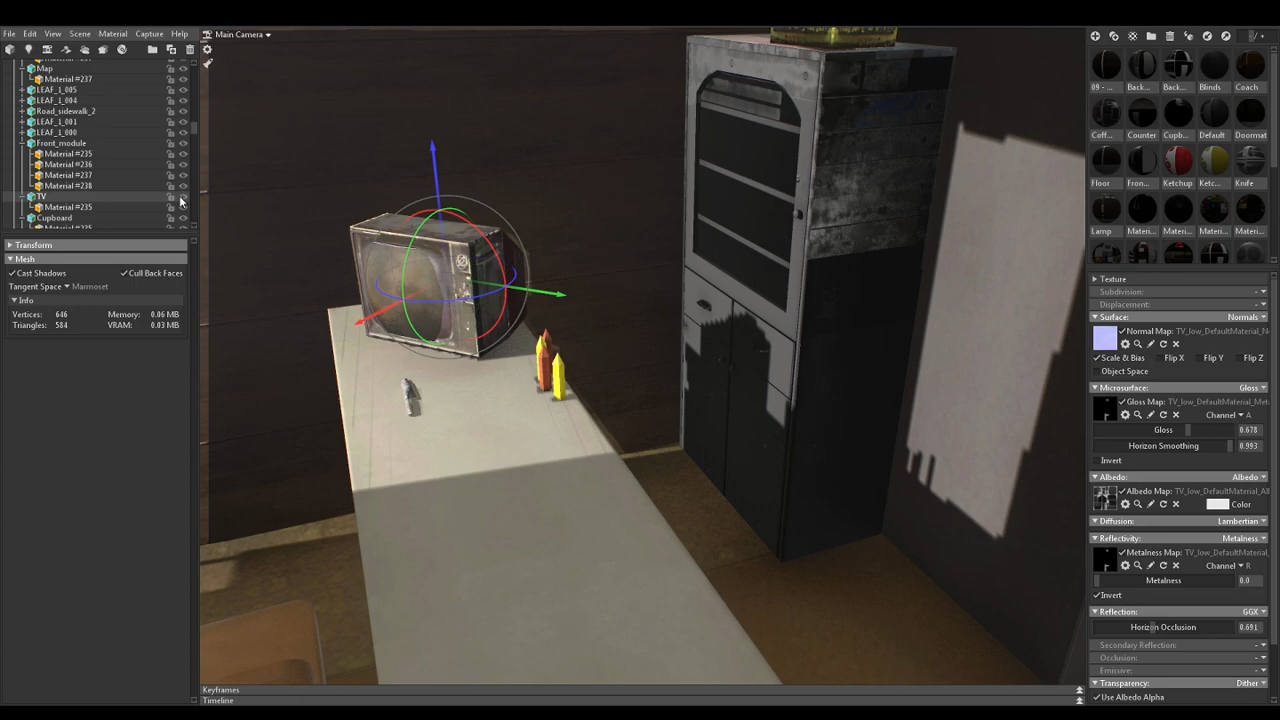 File Edit View Scene Material Capture Help
Main Camera
Map
Material #237
LEAF_1_005
LEAF_1_004
Road_sidewalk_2
LEAF_1_001
LEAF_1_000
Front_module
Material #235
Material #236
Material #237
Material #238
TV
Material #235
Cupboard
Transform
Mesh
Cast Shadows Cull Back Faces
Tangent Space Marmoset
Info
Vertices: 646 Memory: 0.06 MB
Triangles: 584 VRAM: 0.03 MB
Keyframes
Timeline
09 - ... Back... Back... Blinds Coach
Coff... Counter Cupb... Default Doormat
Floor Fron... Ketchup Ketc... Knife
Lamp Materi... Materi... Materi... Materi...
Texture
Subdivision: -
Displacement: -
Surface: Normals
Normal Map: TV_low_DefaultMaterial_N
Scale & Bias Flip X Flip Y Flip Z
Object Space
Microsurface: Gloss
Gloss Map: TV_low_DefaultMaterial_Met
Channel A
Gloss 0.678
Horizon Smoothing 0.993
Invert
Albedo: Albedo
Albedo Map: TV_low_DefaultMaterial_Al
Color
Diffusion: Lambertian
Reflectivity: Metalness
Metalness Map: TV_low_DefaultMaterial_
Channel R
Metalness 0.0
Invert
Reflection: GGX
Horizon Occlusion 0.691
Secondary Reflection: -
Occlusion: -
Emissive: -
Transparency: Dither
Use Albedo Alpha